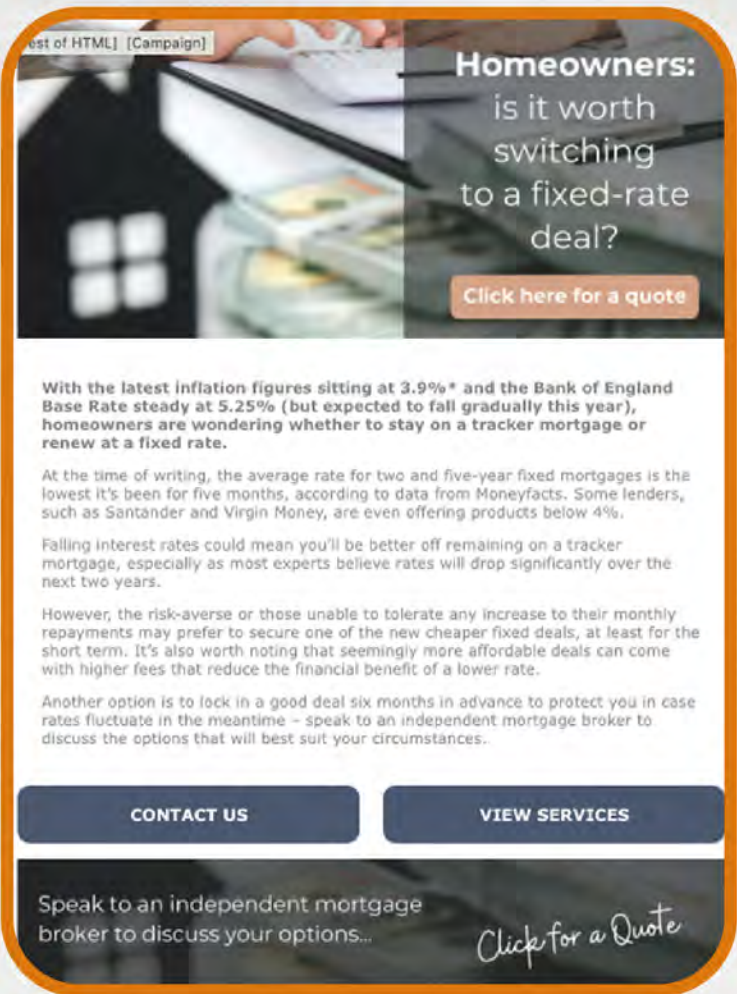 est of HTML] [Campaign]
Homeowners:
is it worth
switching
to a fixed-rate
deal?
Click here for a quote
With the latest inflation figures sitting at 3.9%* and the Bank of England
Base Rate steady at 5.25% (but expected to fall gradually this year),
homeowners are wondering whether to stay on a tracker mortgage or
renew at a fixed rate.
At the time of writing, the average rate for two and five-year fixed mortgages is the
lowest it's been for five months, according to data from Moneyfacts. Some lenders,
such as Santander and Virgin Money, are even offering products below 4%.
Falling interest rates could mean you'll be better off remaining on a tracker
mortgage, especially as most experts believe rates will drop significantly over the
next two years.
However, the risk-averse or those unable to tolerate any increase to their monthly
repayments may prefer to secure one of the new cheaper fixed deals, at least for the
short term. It's also worth noting that seemingly more affordable deals can come
with higher fees that reduce the financial benefit of a lower rate.
Another option is to lock in a good deal six months in advance to protect you in case
rates fluctuate in the meantime – speak to an independent mortgage broker to
discuss the options that will best suit your circumstances.
CONTACT US
VIEW SERVICES
Speak to an independent mortgage
broker to discuss your options...
Click for a Quote